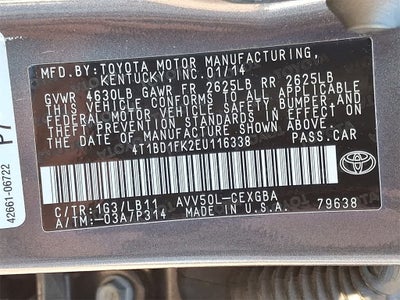 MFD.BY:TOYOTA MOTOR MANUFACTURING,
KENTUCKY,INC.01/14
GVWR 4630LB GAWR FR 2625LB RR 2625LB
THIS VEHICLE CONFORMS TO ALL APPLICABLE
FEDERAL MOTOR VEHICLE SAFETY, BUMPER AND
THEFT PREVENTION STANDARDS IN EFFECT ON
THE DATE OF MANUFACTURE SHOWN ABOVE.
4T1BD1FK2EU116338 PASS.CAR
TOYOTA
C/TR:1G3/LB11 AVV50L-CEXGBA
A/TM:-03A/P314 MADE IN U.S.A. 79638
42661-06722